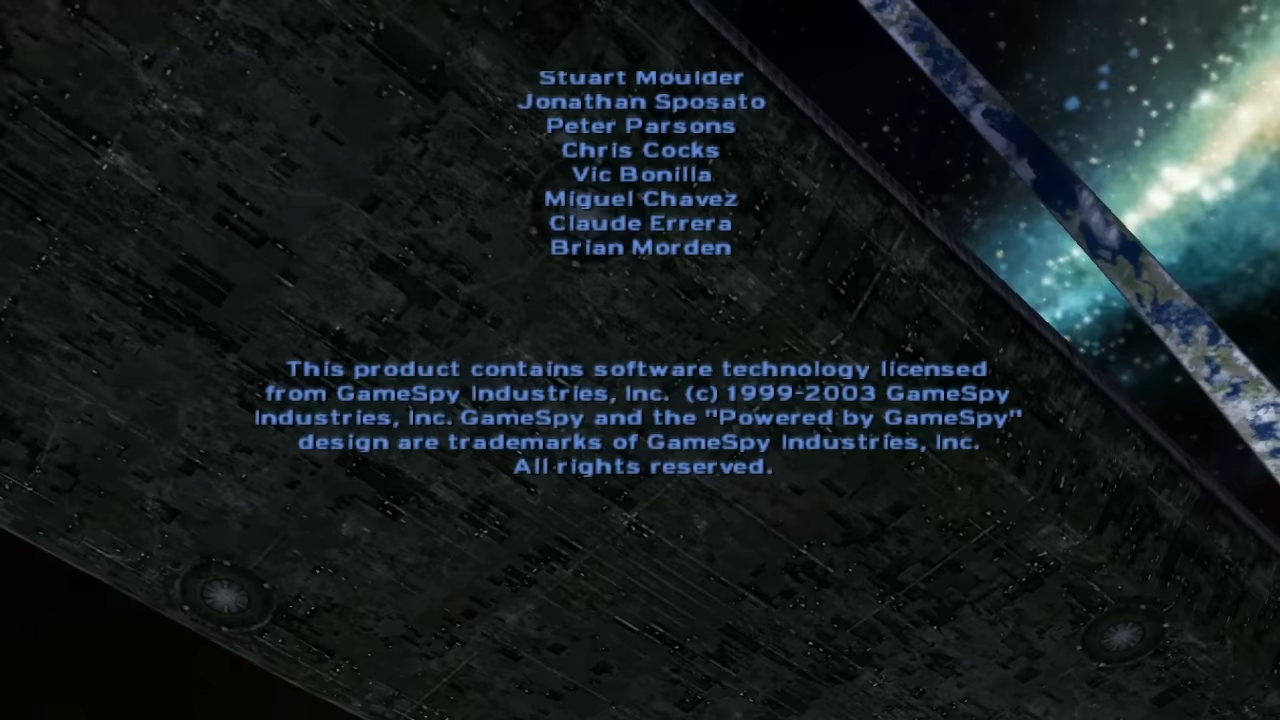 Stuart Moulder
Jonathan Sposato
Peter Parsons
Chris Cocks
Vic Bonilla
Miguel Chavez
Claude Errera
Brian Morden
This product contains software technology licensed
from GameSpy Industries, Inc. (c) 1999-2003 GameSpy
Industries, Inc. GameSpy and the "Powered by GameSpy"
design are trademarks of GameSpy Industries, Inc.
All rights reserved.